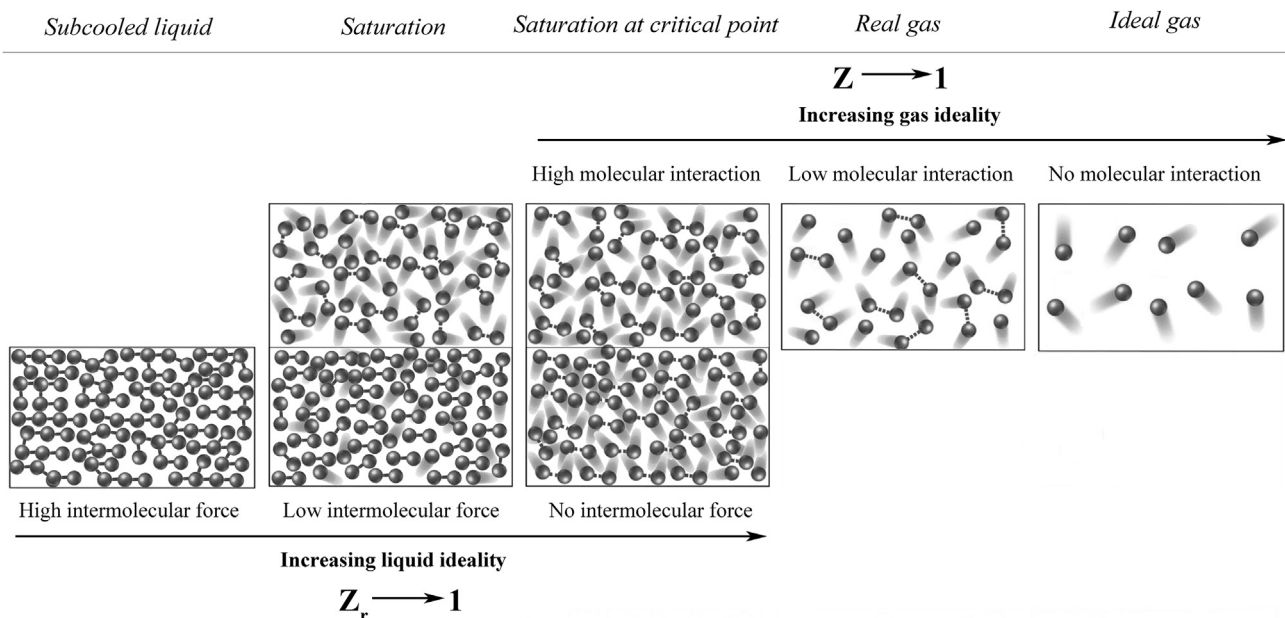 Subcooled liquid
Saturation
Saturation at critical point
Real gas
Ideal gas
Z → 1
Increasing gas ideality
High molecular interaction
Low molecular interaction
No molecular interaction
High intermolecular force
Low intermolecular force
No intermolecular force
Increasing liquid ideality
Zr → 1